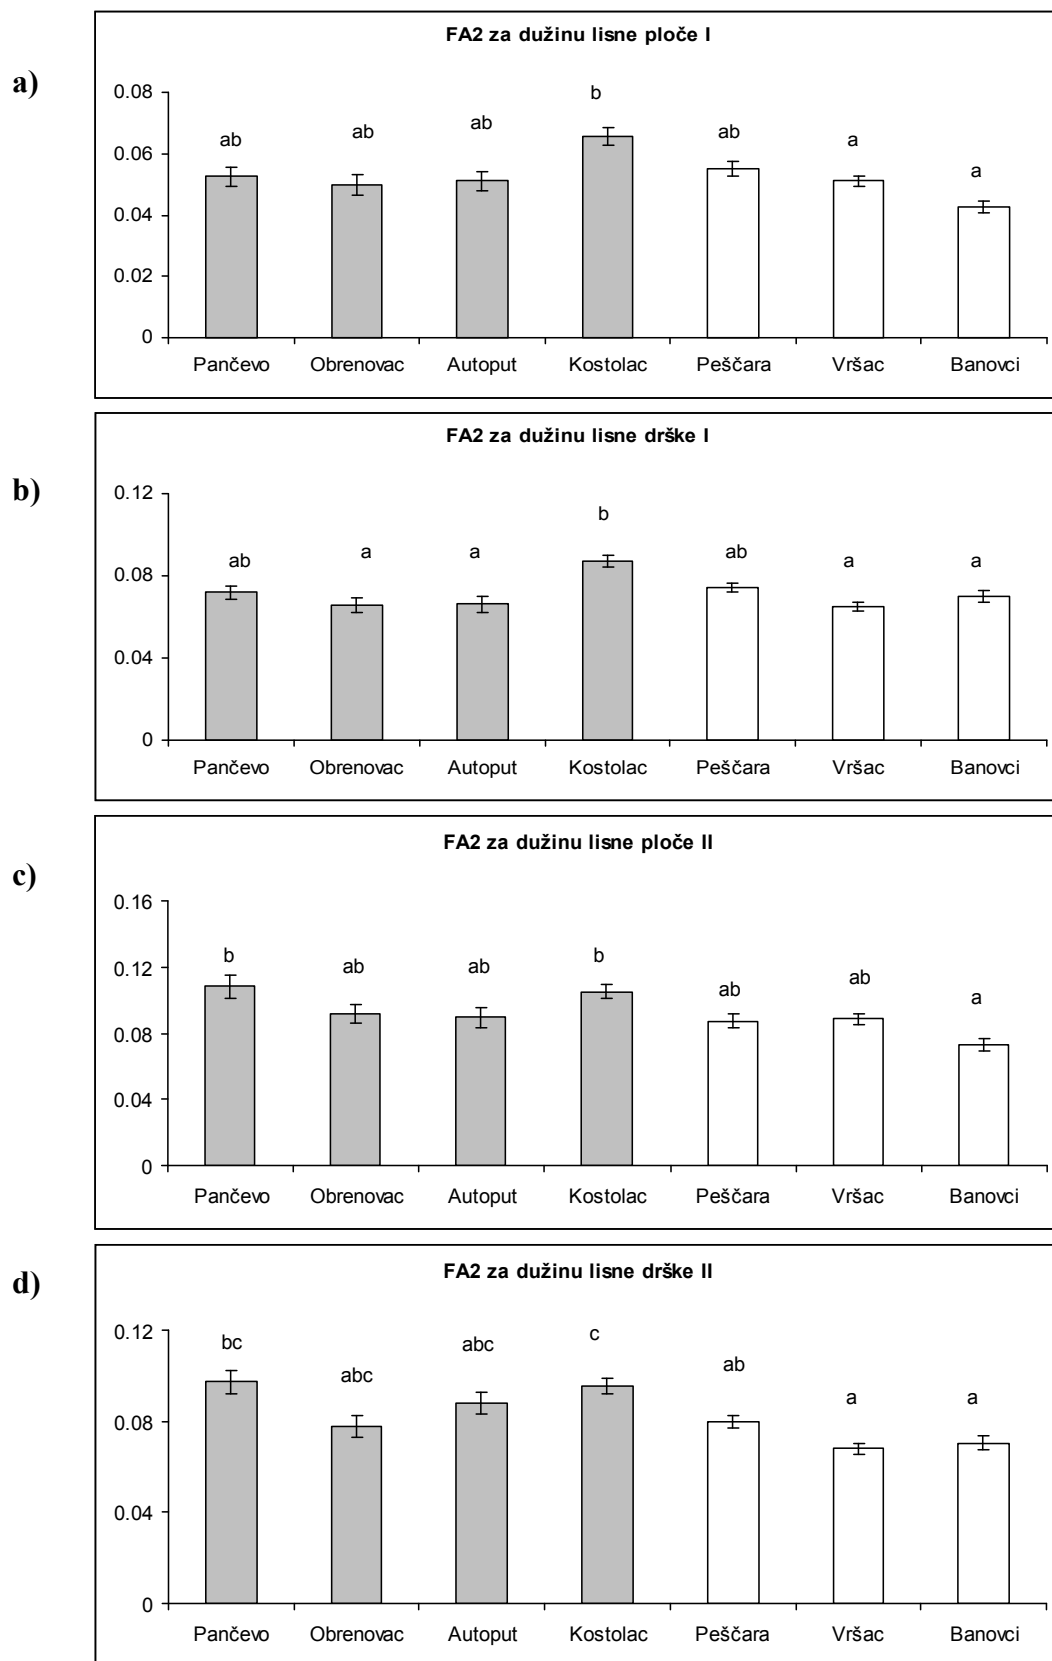 a)
FA2 za dužinu lisne ploče I
0.08
0.06
0.04
0.02
0
ab
ab
ab
b
ab
a
a
Pančevo Obrenovac Autoput Kostolac Peščara Vršac Banovci
b)
FA2 za dužinu lisne drške I
0.12
0.08
0.04
0
ab
a
a
b
ab
a
a
Pančevo Obrenovac Autoput Kostolac Peščara Vršac Banovci
c)
FA2 za dužinu lisne ploče II
0.16
0.12
0.08
0.04
0
b
ab
ab
b
ab
ab
a
Pančevo Obrenovac Autoput Kostolac Peščara Vršac Banovci
d)
FA2 za dužinu lisne drške II
0.12
0.08
0.04
0
bc
abc
abc
c
ab
a
a
Pančevo Obrenovac Autoput Kostolac Peščara Vršac Banovci